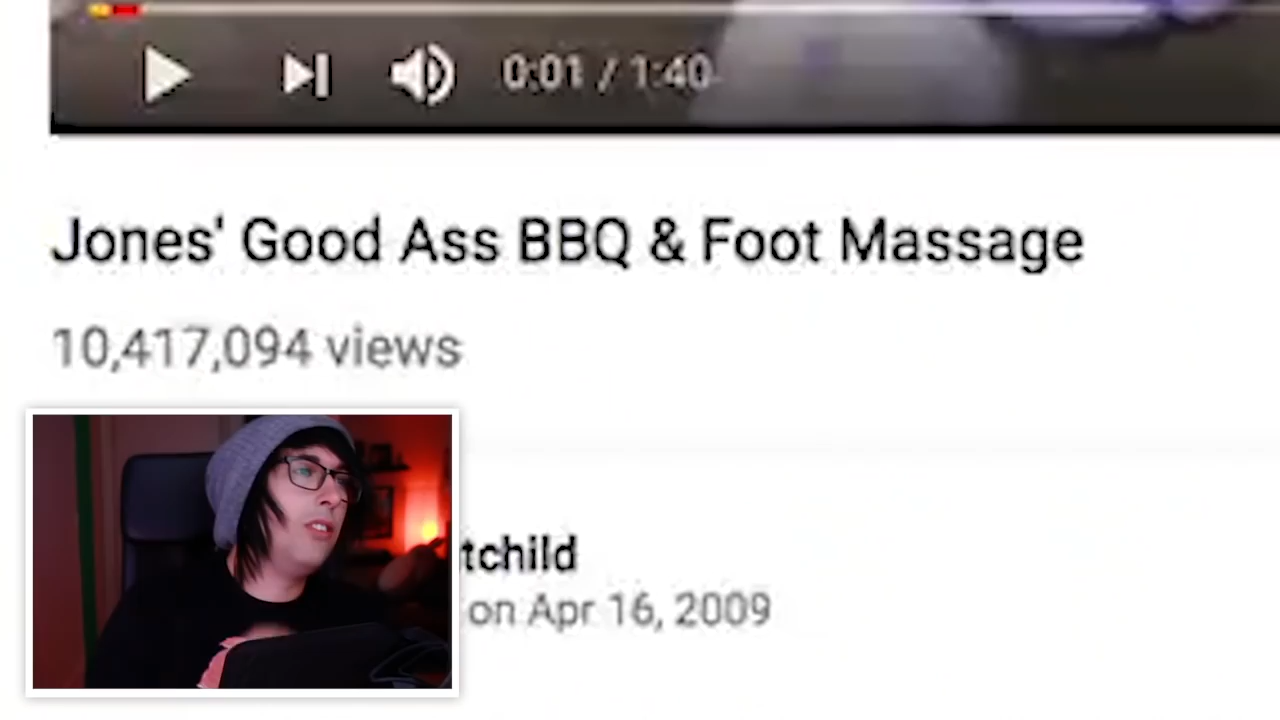 0:01 / 1:40
Jones' Good Ass BBQ & Foot Massage
10,417,094 views
tchild
on Apr 16, 2009